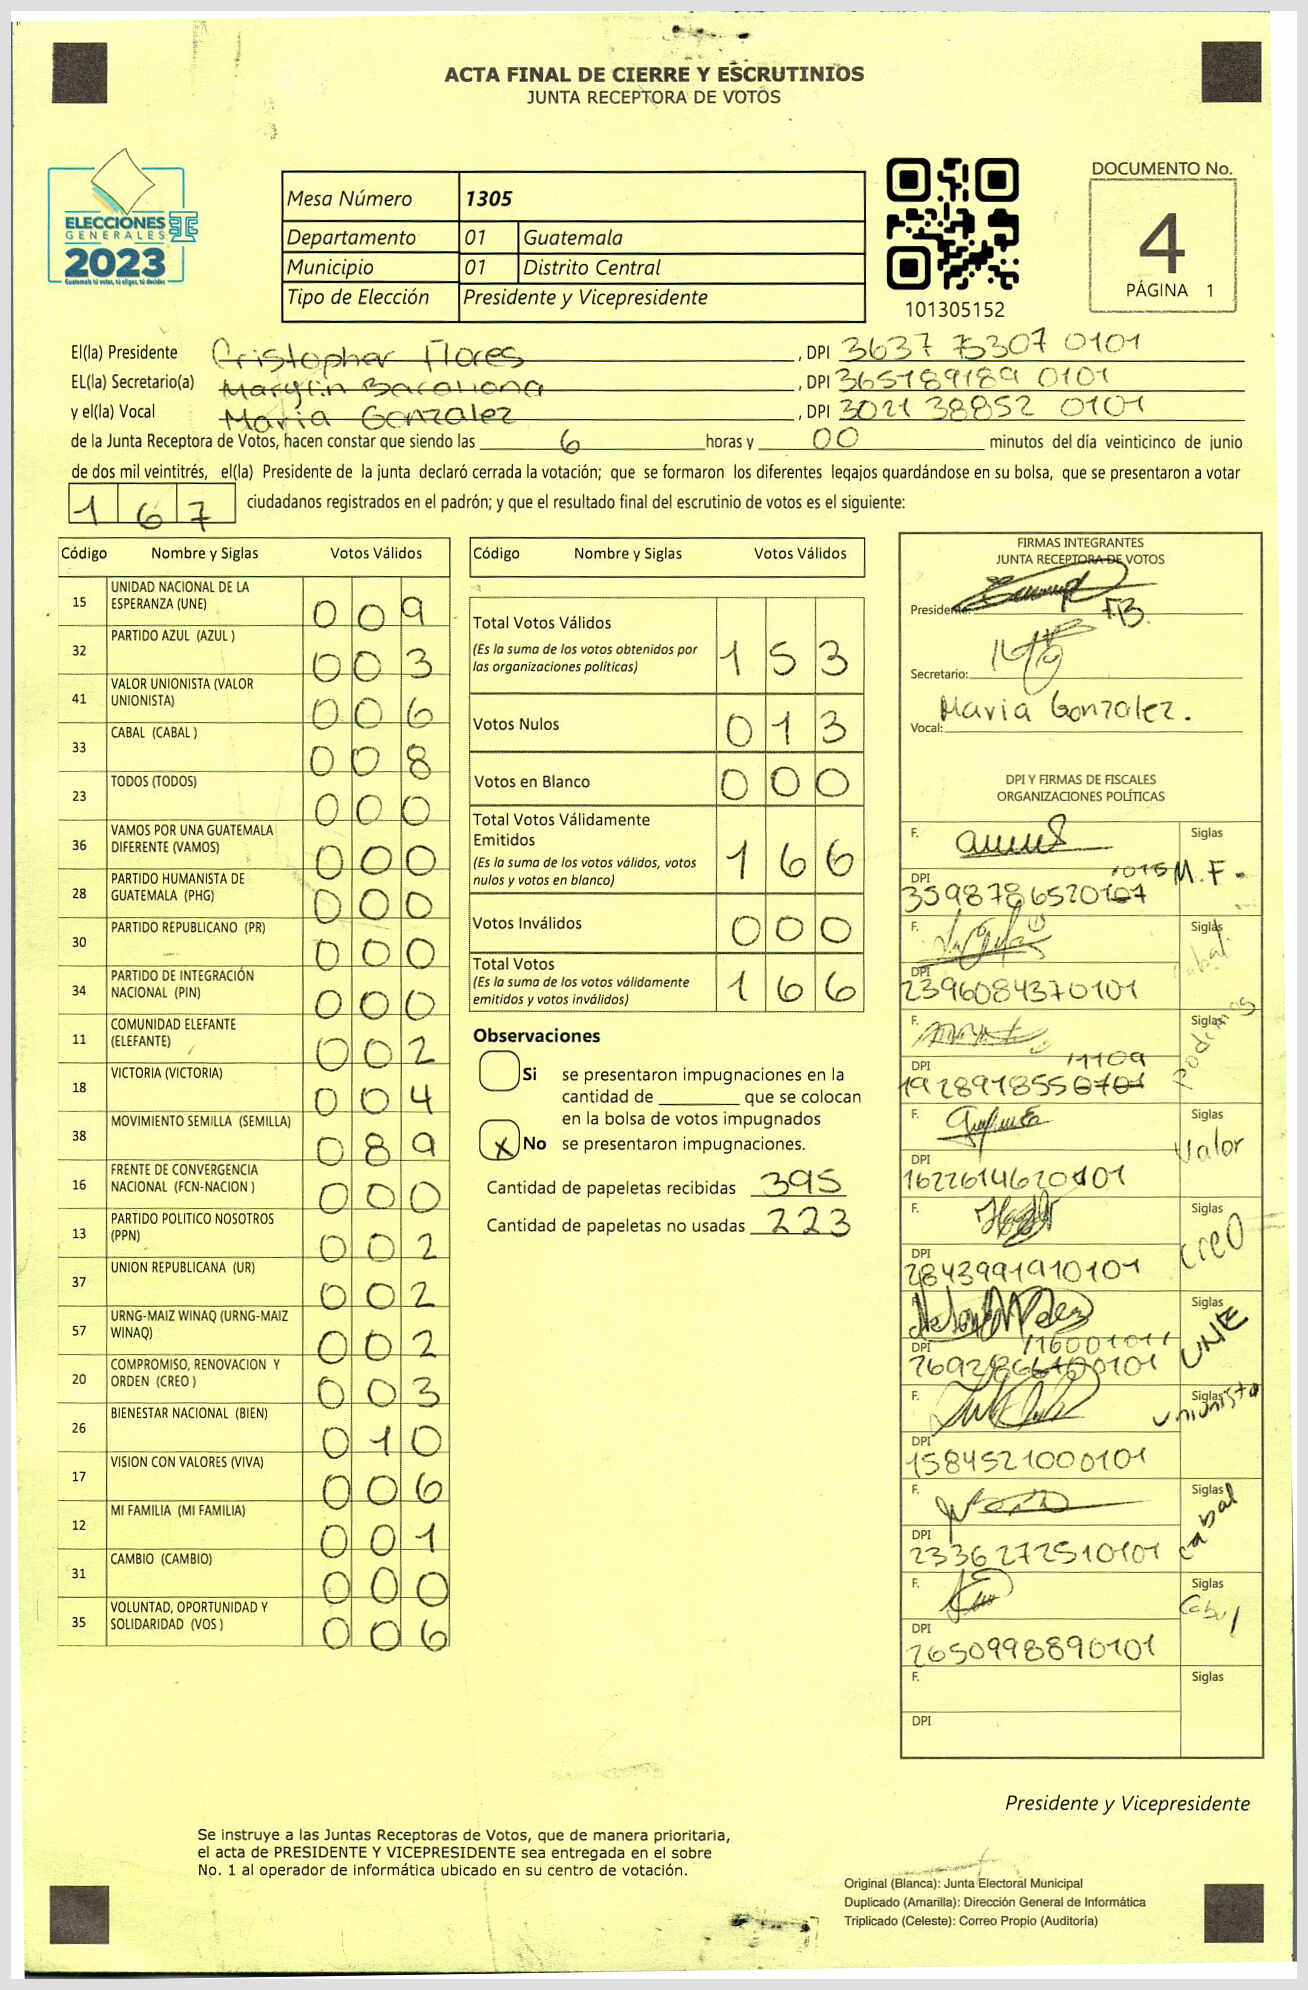 ACTA FINAL DE CIERRE Y ESCRUTINIOS
JUNTA RECEPTORA DE VOTOS
ELECCIONES
GENERALES
2023
Guatemala tú votas, tú eliges, tú decides
Mesa Número 1305
Departamento 01 Guatemala
Municipio 01 Distrito Central
Tipo de Elección Presidente y Vicepresidente
101305152
DOCUMENTO No.
4
PÁGINA 1
El(la) Presidente Cristopher Flores, DPI 3637 75307 0101
EL(la) Secretario(a) Marylin Barahona, DPI 365189189 0101
y el(la) Vocal Maria Gonzalez, DPI 3021 38852 0101
de la Junta Receptora de Votos, hacen constar que siendo las 6 horas y 00 minutos del día veinticinco de junio
de dos mil veintitrés, el(la) Presidente de la junta declaró cerrada la votación; que se formaron los diferentes legajos guardándose en su bolsa, que se presentaron a votar
167 ciudadanos registrados en el padrón; y que el resultado final del escrutinio de votos es el siguiente:
Código Nombre y Siglas Votos Válidos
15 UNIDAD NACIONAL DE LA ESPERANZA (UNE) 009
32 PARTIDO AZUL (AZUL ) 003
41 VALOR UNIONISTA (VALOR UNIONISTA) 006
33 CABAL (CABAL ) 008
23 TODOS (TODOS) 000
36 VAMOS POR UNA GUATEMALA DIFERENTE (VAMOS) 000
28 PARTIDO HUMANISTA DE GUATEMALA (PHG) 000
30 PARTIDO REPUBLICANO (PR) 000
34 PARTIDO DE INTEGRACIÓN NACIONAL (PIN) 000
11 COMUNIDAD ELEFANTE (ELEFANTE) 002
18 VICTORIA (VICTORIA) 004
38 MOVIMIENTO SEMILLA (SEMILLA) 089
16 FRENTE DE CONVERGENCIA NACIONAL (FCN-NACION ) 000
13 PARTIDO POLITICO NOSOTROS (PPN) 002
37 UNION REPUBLICANA (UR) 002
57 URNG-MAIZ WINAQ (URNG-MAIZ WINAQ) 002
20 COMPROMISO, RENOVACION Y ORDEN (CREO ) 003
26 BIENESTAR NACIONAL (BIEN) 010
17 VISION CON VALORES (VIVA) 006
12 MI FAMILIA (MI FAMILIA) 001
31 CAMBIO (CAMBIO) 000
35 VOLUNTAD, OPORTUNIDAD Y SOLIDARIDAD (VOS ) 006
Código Nombre y Siglas Votos Válidos
Total Votos Válidos 153
(Es la suma de los votos obtenidos por
las organizaciones políticas)
Votos Nulos 013
Votos en Blanco 000
Total Votos Válidamente
Emitidos 166
(Es la suma de los votos válidos, votos
nulos y votos en blanco)
Votos Inválidos 000
Total Votos 166
(Es la suma de los votos válidamente
emitidos y votos inválidos)
Observaciones
Si se presentaron impugnaciones en la
cantidad de ________ que se colocan
en la bolsa de votos impugnados
X No se presentaron impugnaciones.
Cantidad de papeletas recibidas 395
Cantidad de papeletas no usadas 223
FIRMAS INTEGRANTES
JUNTA RECEPTORA DE VOTOS
Presidente:
Secretario:
Vocal: Maria Gonzalez.
DPI Y FIRMAS DE FISCALES
ORGANIZACIONES POLÍTICAS
F. Siglas M.F.
DPI
F. Siglas Cabal
DPI 2396084370101
F. Siglas Podemos
DPI
F. Siglas Valor
DPI 1622614620101
F. Siglas CREO
DPI 2843991910101
F. Siglas UNE
DPI
F. Siglas Unionista
DPI 1584521000101
F. Siglas Cabal
DPI 2336272510101
F. Siglas Cabal
DPI 2650998890101
F. Siglas
DPI
Presidente y Vicepresidente
Se instruye a las Juntas Receptoras de Votos, que de manera prioritaria,
el acta de PRESIDENTE Y VICEPRESIDENTE sea entregada en el sobre
No. 1 al operador de informática ubicado en su centro de votación.
Original (Blanca): Junta Electoral Municipal
Duplicado (Amarilla): Dirección General de Informática
Triplicado (Celeste): Correo Propio (Auditoría)